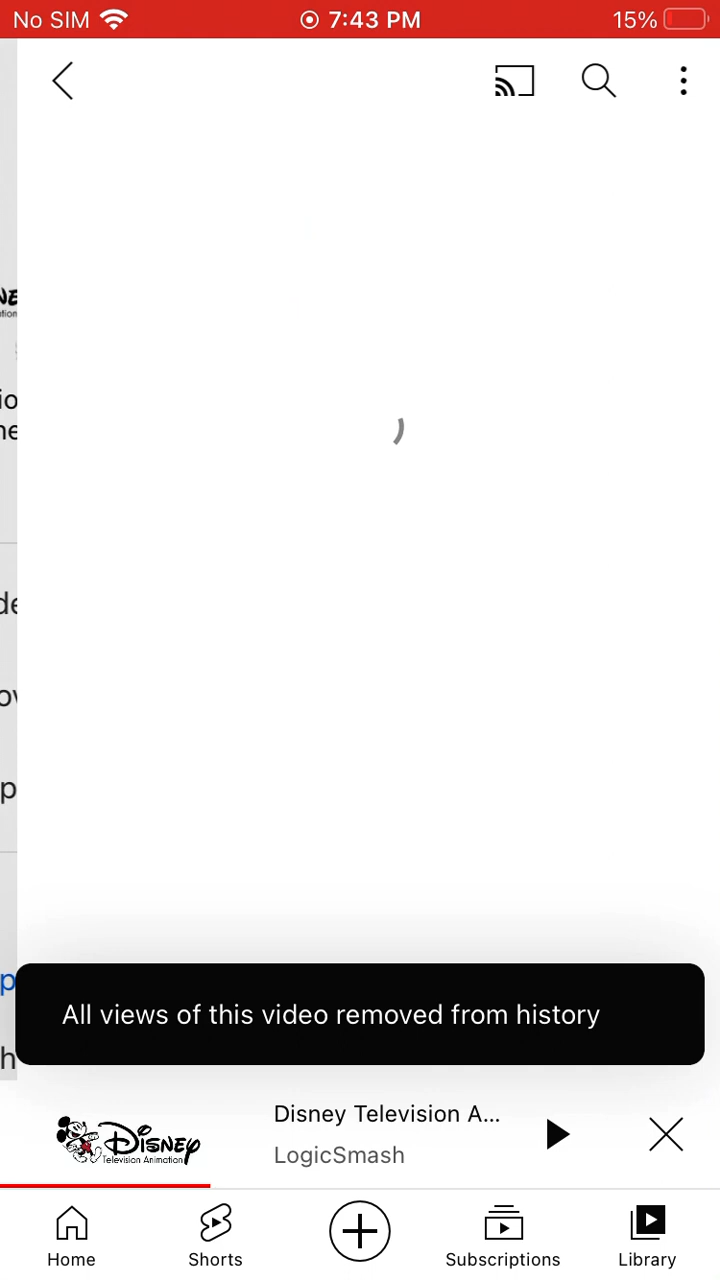 No SIM 7:43 PM 15%
All views of this video removed from history
Disney
Television Animation
Disney Television A...
LogicSmash
Home Shorts Subscriptions Library